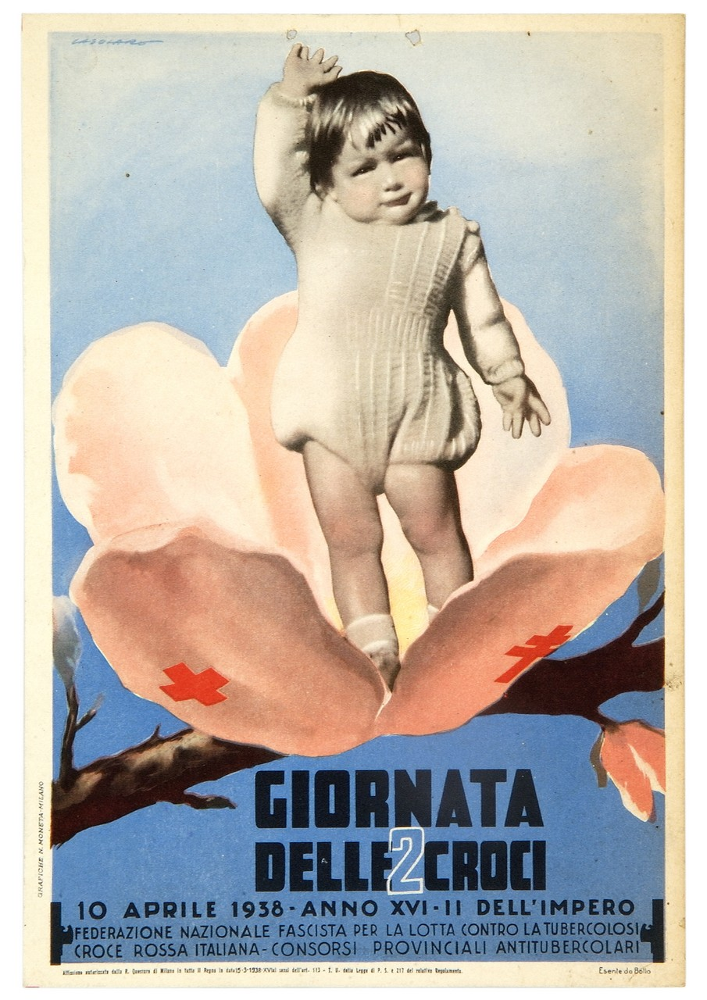 CASOLARO
GRAFICHE N. MONETA-MILANO
GIORNATA
DELLE 2 CROCI
10 APRILE 1938-ANNO XVI-II DELL'IMPERO
FEDERAZIONE NAZIONALE FASCISTA PER LA LOTTA CONTRO LA TUBERCOLOSI
CROCE ROSSA ITALIANA-CONSORSI PROVINCIALI ANTITUBERCOLARI
Affissione autorizzata dalla R. Questura di Milano in tutto il Regno in data 15-3-1938-XVI ai sensi dell'art. 113 - T. U. della Legge di P. S. e 217 del relativo Regolamento.
Esente da Bollo